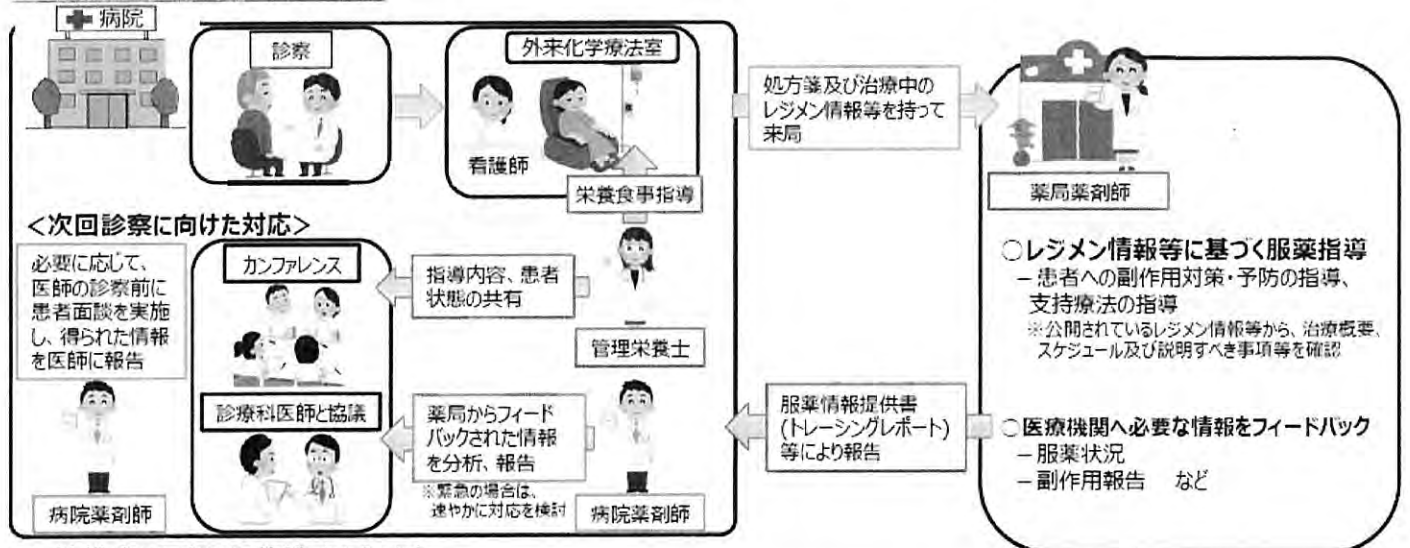 病院
診察
外来化学療法室
看護師
栄養食事指導
処方箋及び治療中の
レジメン情報等を持って
来局
薬局薬剤師
<次回診察に向けた対応>
必要に応じて、
医師の診察前に
患者面談を実施
し、得られた情報
を医師に報告
病院薬剤師
カンファレンス
指導内容、患者
状態の共有
管理栄養士
診療科医師と協議
薬局からフィード
バックされた情報
を分析、報告
※緊急の場合は、
速やかに対応を検討
病院薬剤師
服薬情報提供書
(トレーシングレポート)
等により報告
○レジメン情報等に基づく服薬指導
－患者への副作用対策・予防の指導、
支持療法の指導
※公開されているレジメン情報等から、治療概要、
スケジュール及び説明すべき事項等を確認
○医療機関へ必要な情報をフィードバック
－服薬状況
－副作用報告　など